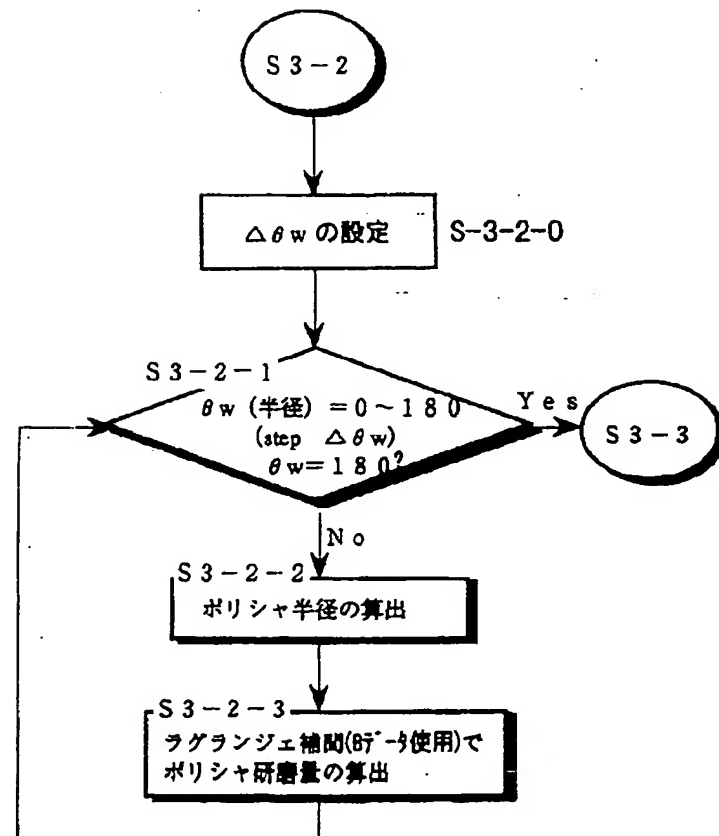 S3-2
△θwの設定
S-3-2-0
S3-2-1
θw(半径)=0~180
(step △θw)
θw=180?
Yes
S3-3
No
S3-2-2
ポリシャ半径の算出
S3-2-3
ラグランジェ補間(Bデータ使用)で
ポリシャ研磨量の算出